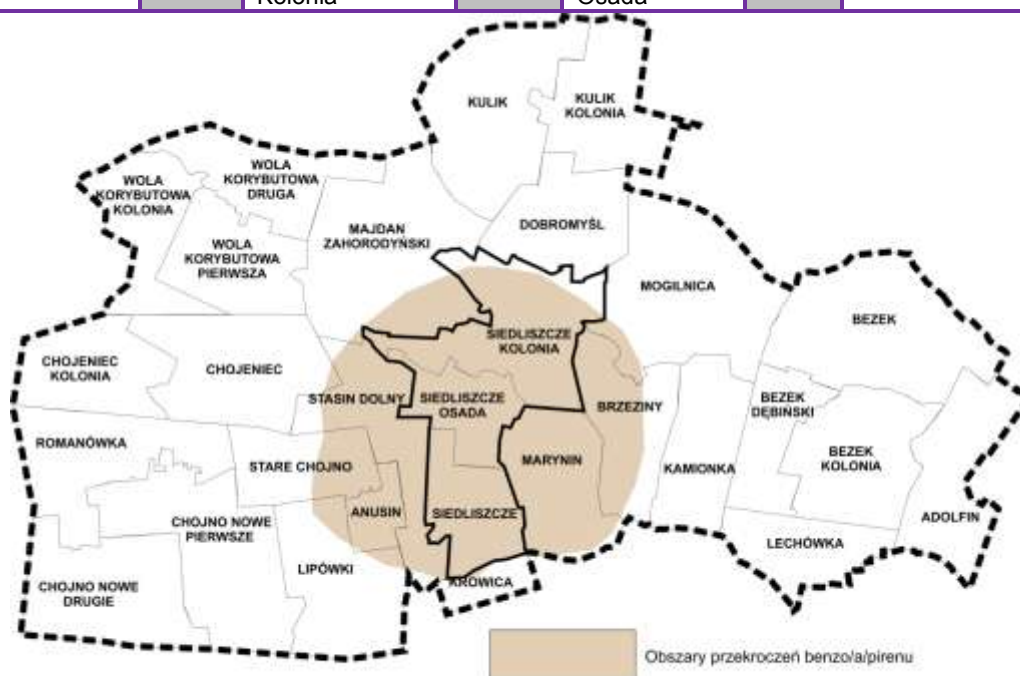 Kolonia
Osada
KULIK
KULIK
KOLONIA
WOLA
KORYBUTOWA
DRUGA
WOLA
KORYBUTOWA
KOLONIA
MAJDAN
ZAHORODYŃSKI
DOBROMYŚL
WOLA
KORYBUTOWA
PIERWSZA
MOGILNICA
BEZEK
SIEDLISZCZE
KOLONIA
CHOJENIEC
KOLONIA
CHOJENIEC
STASIN DOLNY
SIEDLISZCZE
OSADA
BRZEZINY
BEZEK
DĘBIŃSKI
ROMANÓWKA
STARE CHOJNO
MARYNIN
KAMIONKA
BEZEK
KOLONIA
ANUSIN
SIEDLISZCZE
ADOLFIN
CHOJNO NOWE
PIERWSZE
LECHÓWKA
LIPÓWKI
KROWICA
CHOJNO NOWE
DRUGIE
Obszary przekroczeń benzo/a/pirenu